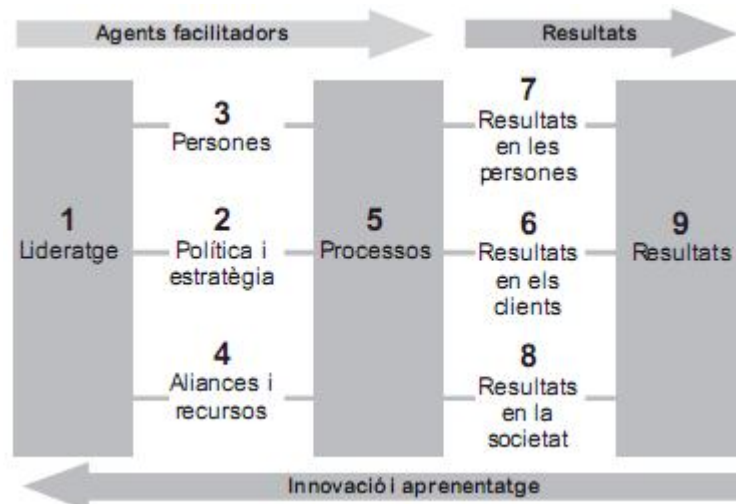 Agents facilitadors
Resultats
1
Lideratge
3
Persones
2
Política i
estratègia
4
Aliances i
recursos
5
Processos
7
Resultats
en les
persones
6
Resultats
en els
clients
8
Resultats
en la
societat
9
Resultats
Innovació i aprenentatge